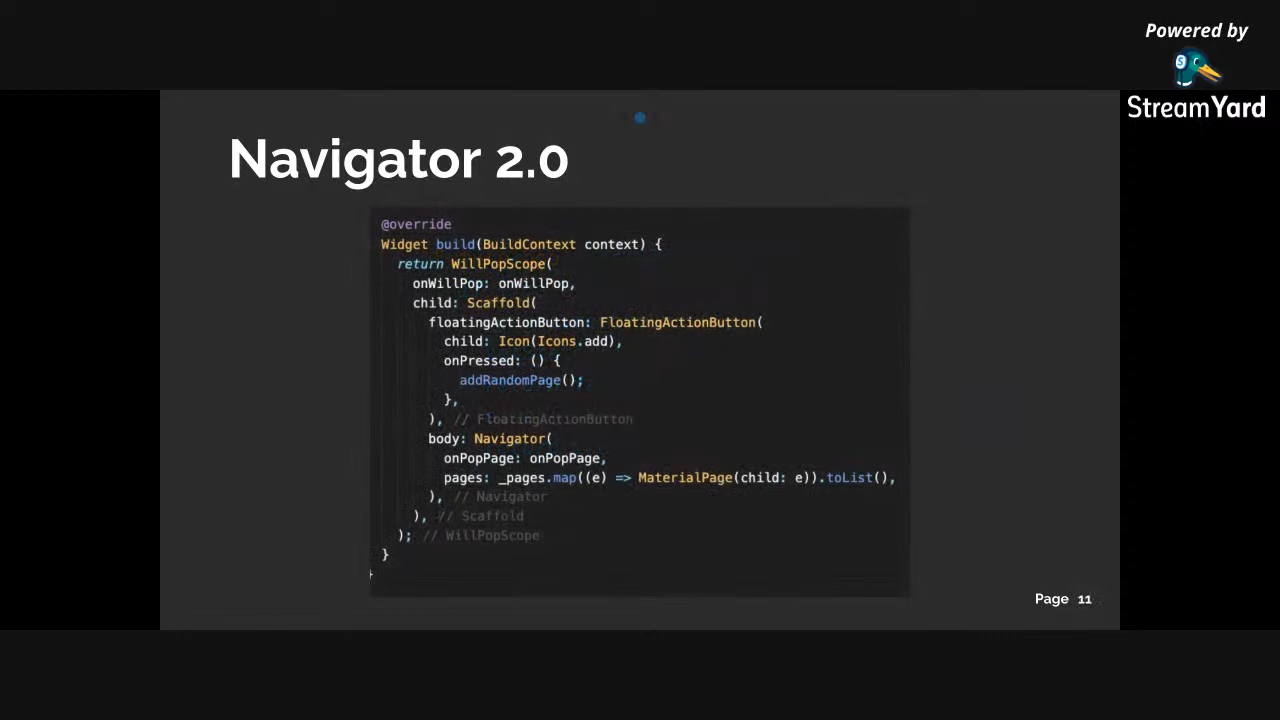 Powered by
StreamYard
Navigator 2.0
@override
Widget build(BuildContext context) {
return WillPopScope(
onWillPop: onWillPop,
child: Scaffold(
floatingActionButton: FloatingActionButton(
child: Icon(Icons.add),
onPressed: () {
addRandomPage();
},
), // FloatingActionButton
body: Navigator(
onPopPage: onPopPage,
pages: _pages.map((e) => MaterialPage(child: e)).toList(),
), // Navigator
), // Scaffold
); // WillPopScope
}
}
Page 11